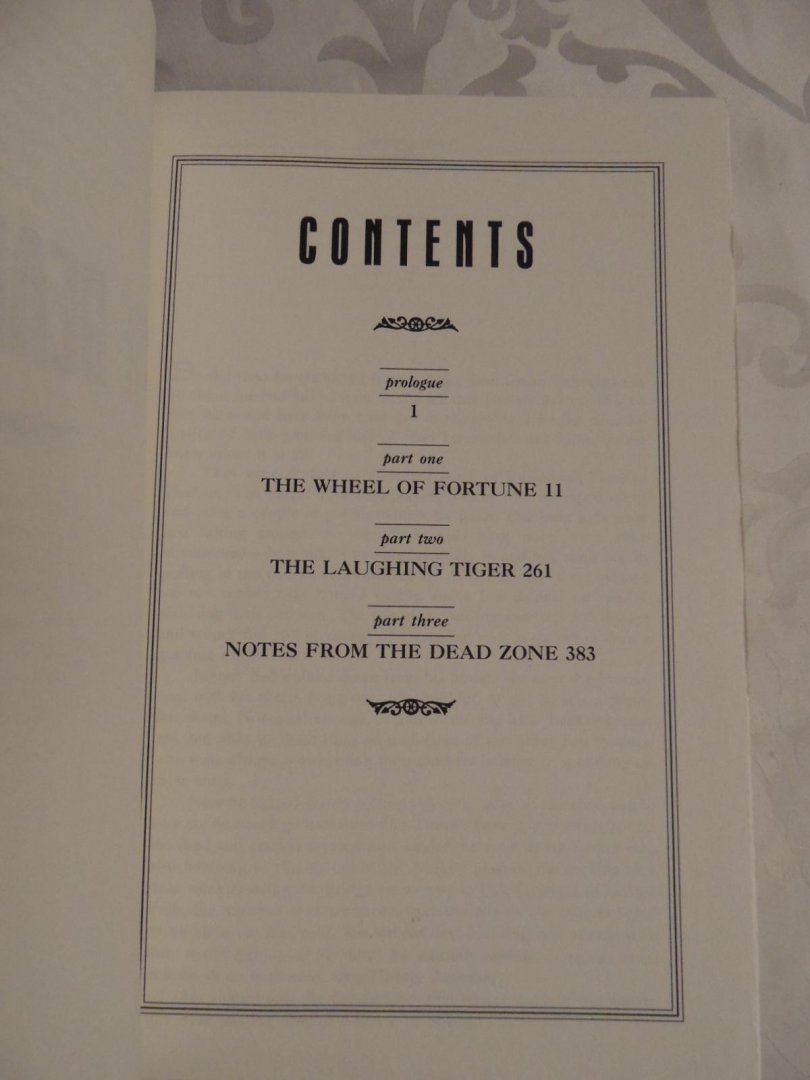 CONTENTS
prologue
1
part one
THE WHEEL OF FORTUNE 11
part two
THE LAUGHING TIGER 261
part three
NOTES FROM THE DEAD ZONE 383